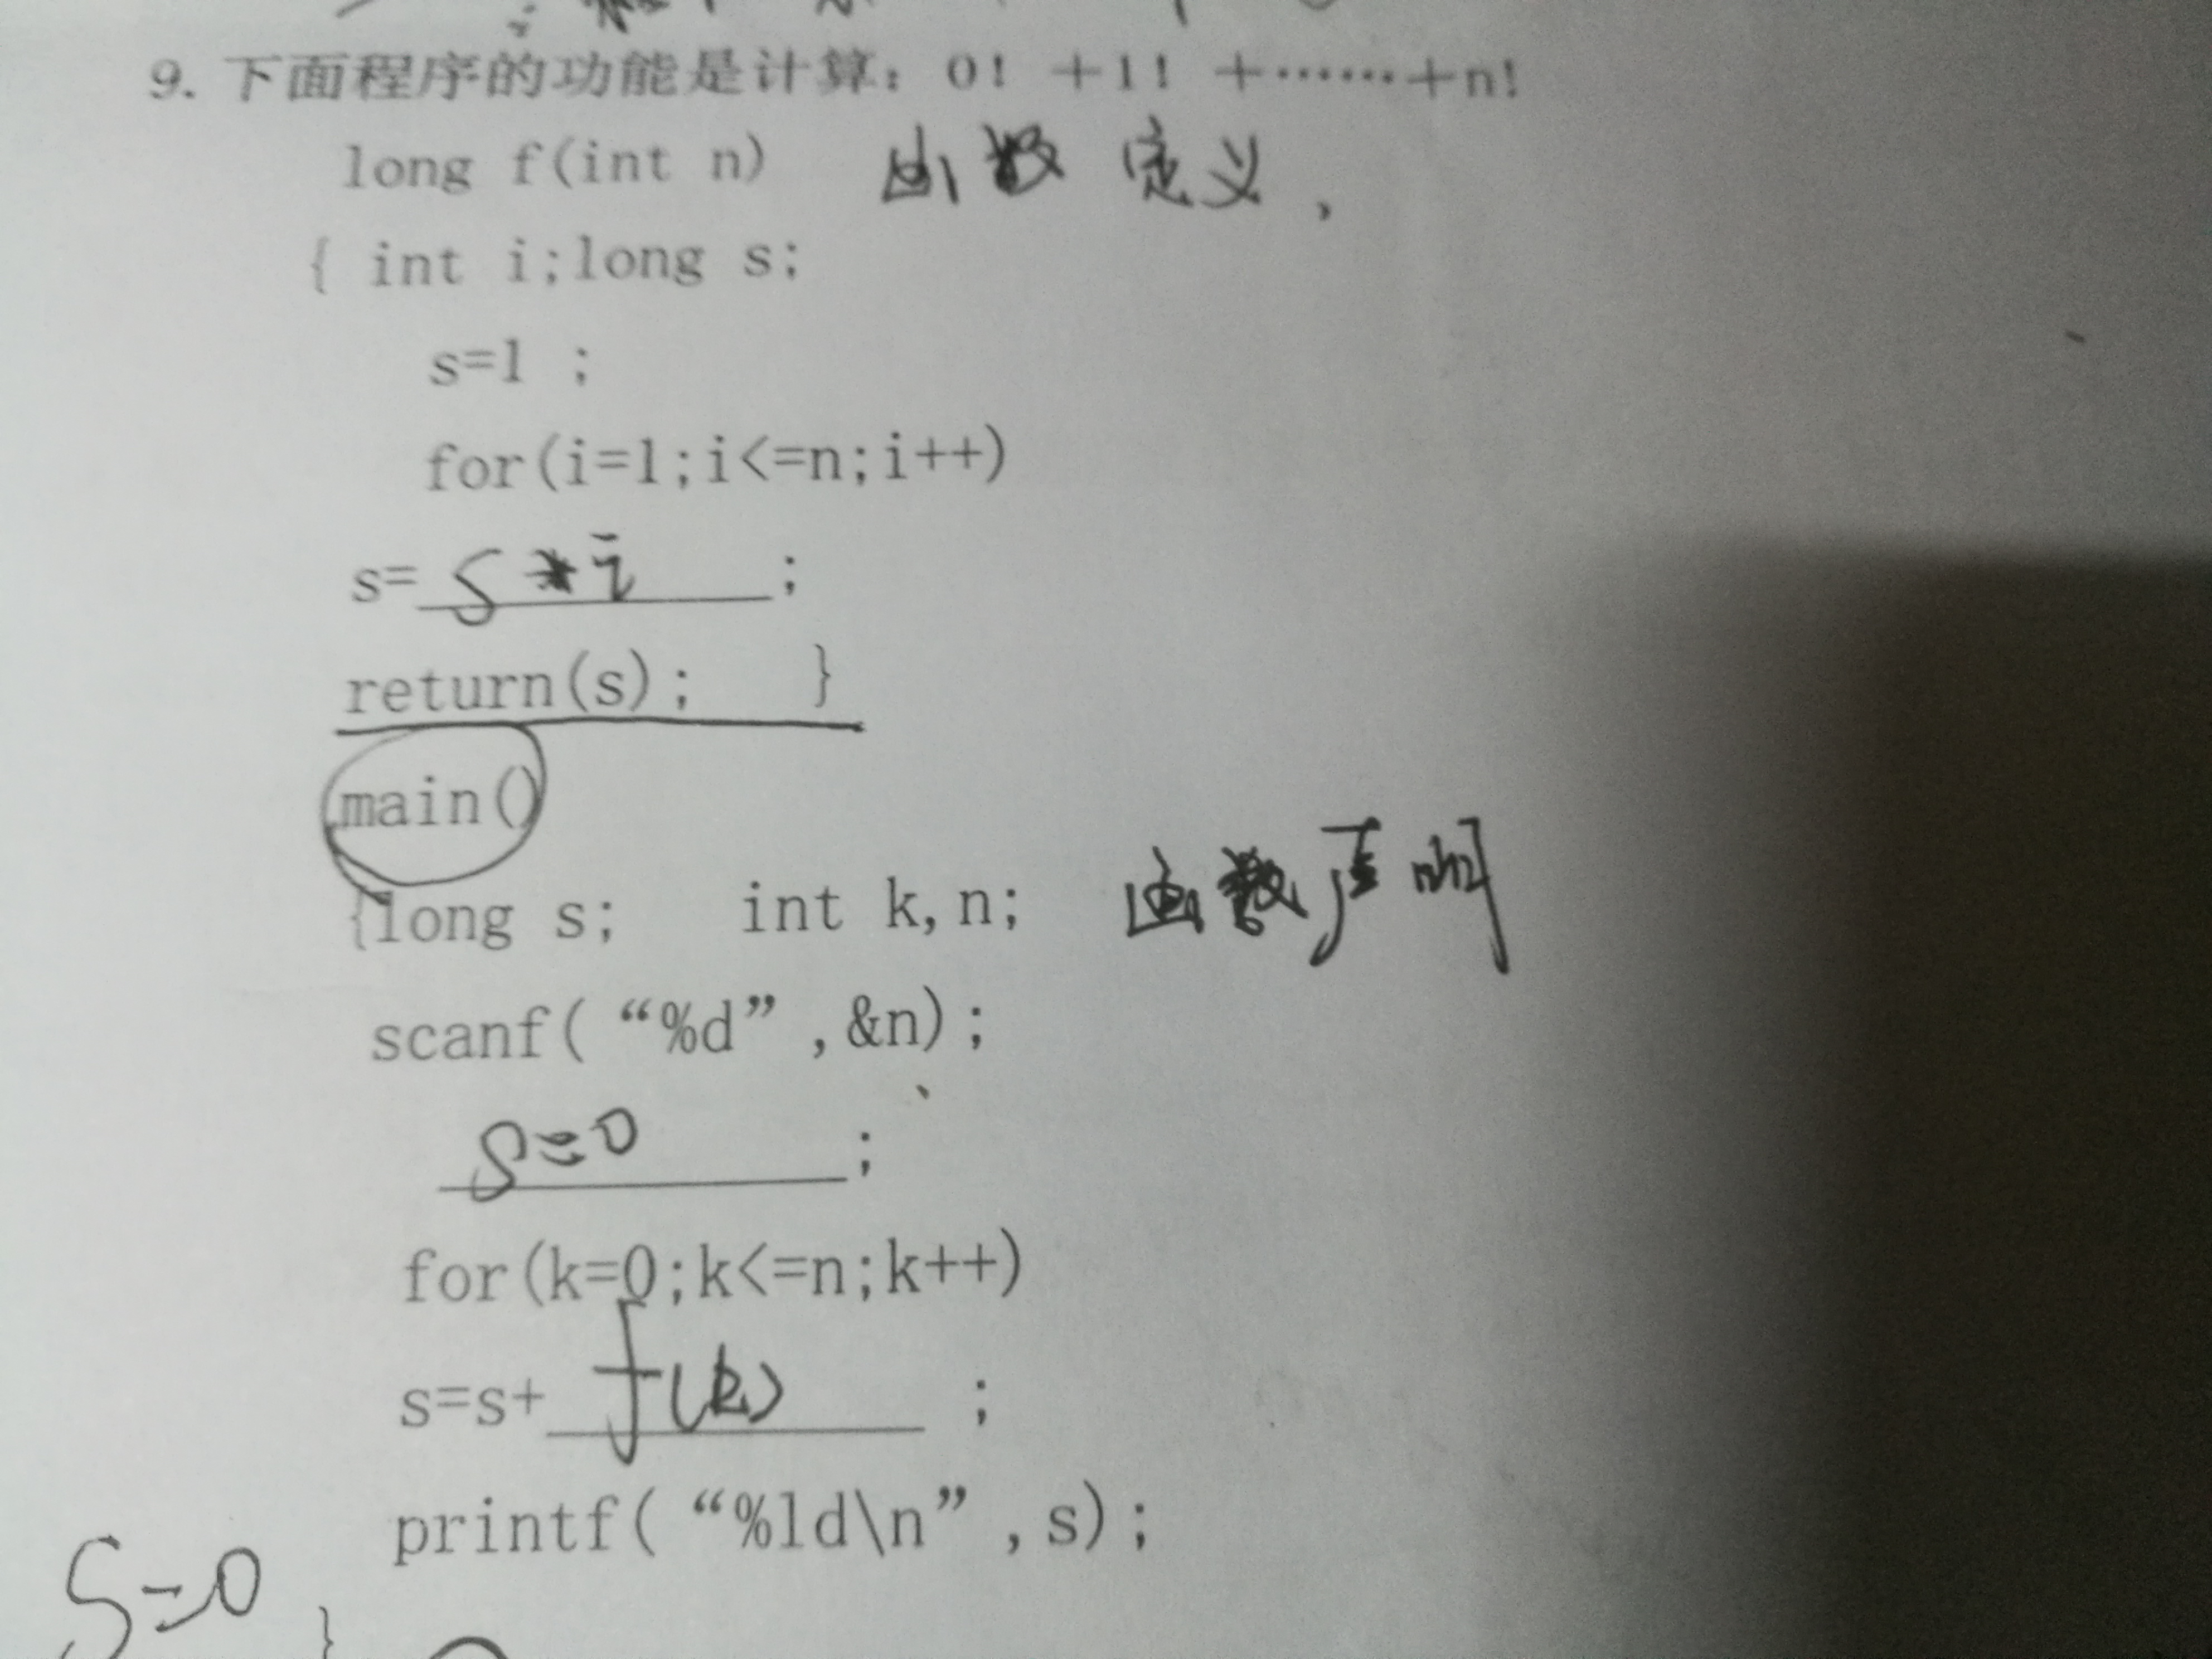 9. 下面程序的功能是计算：0！+1！+……+n!
long f(int n) 函数定义，
{ int i;long s;
s=1 ;
for(i=1;i<=n;i++)
s=s*i;
return(s); }
main()
{long s; int k,n; 函数声明
scanf( “%d” ,&n);
s=0;
for(k=0;k<=n;k++)
s=s+f(k) ;
printf( “%ld\n” ,s);
S=0
}